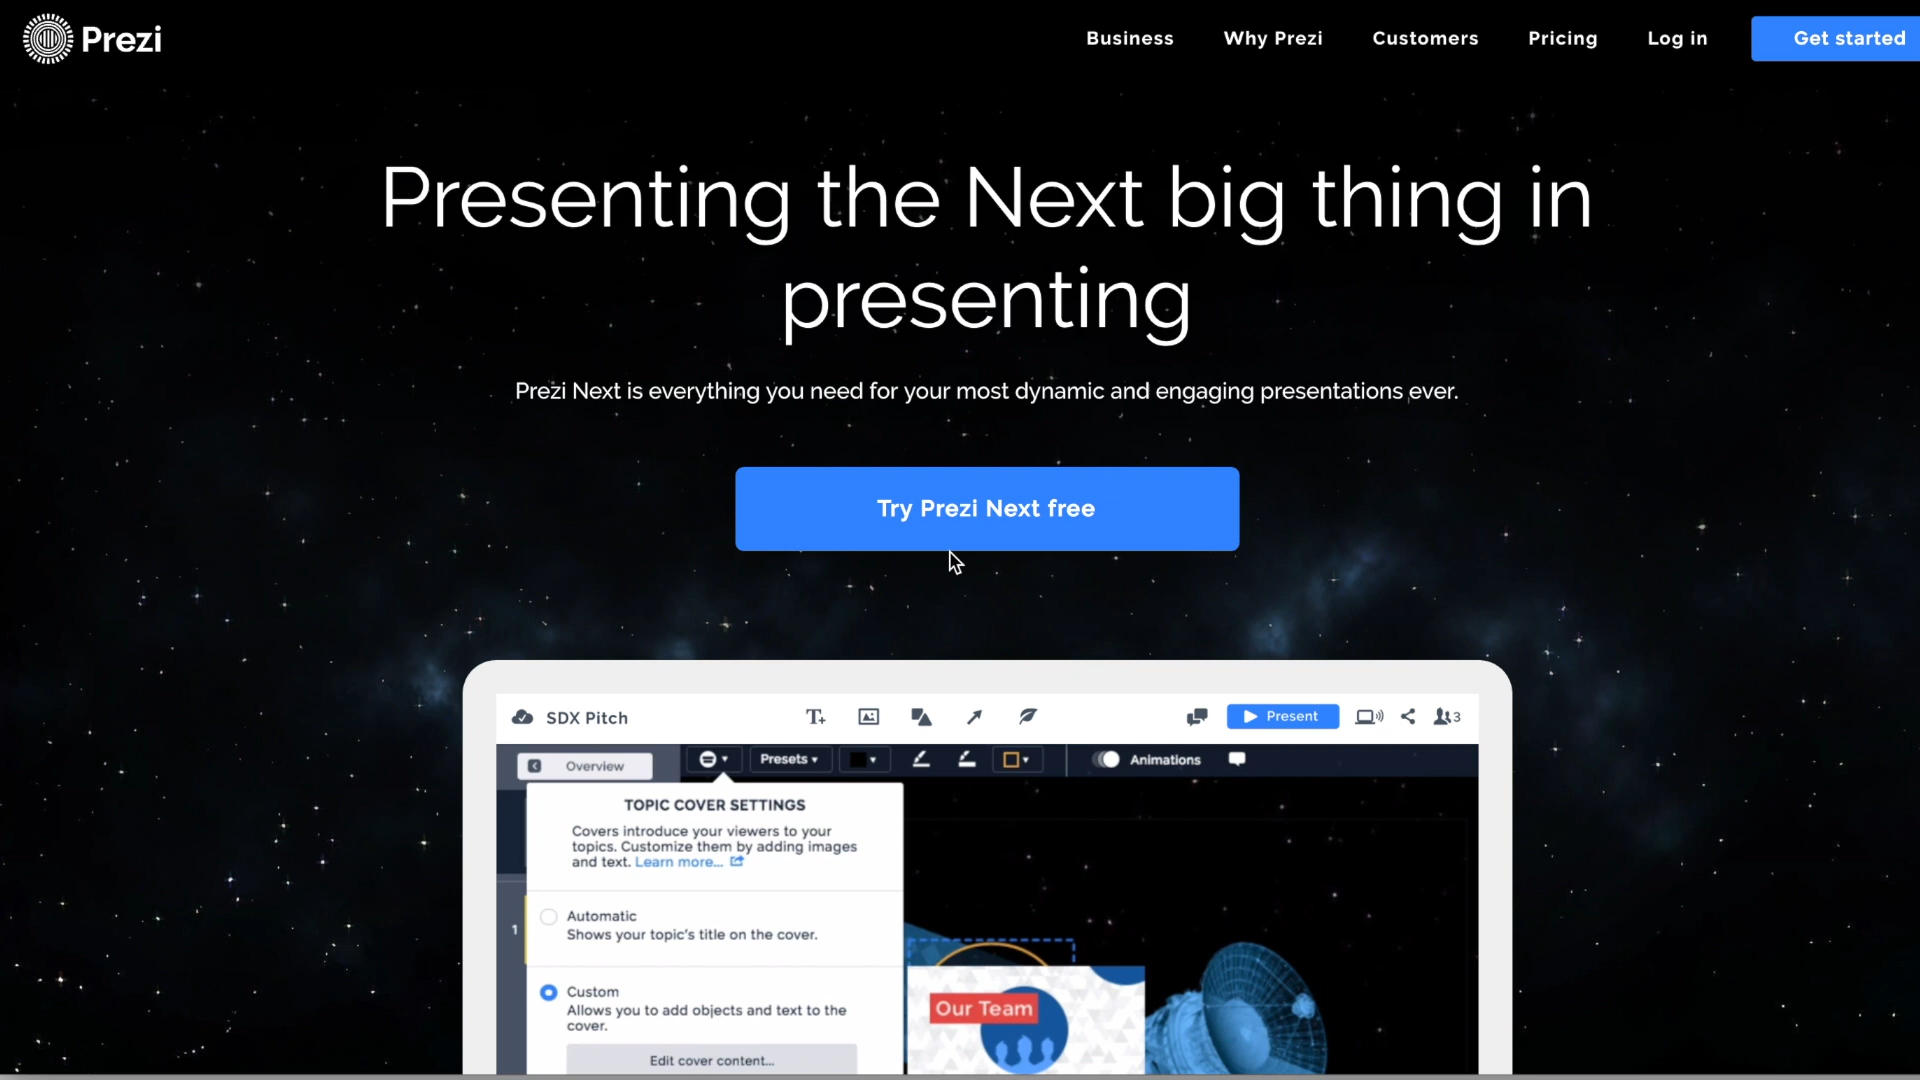 Prezi
Business
Why Prezi
Customers
Pricing
Log in
Get started
Presenting the Next big thing in
presenting
Prezi Next is everything you need for your most dynamic and engaging presentations ever.
Try Prezi Next free
SDX Pitch
T+
Present
3
Overview
Presets
Animations
TOPIC COVER SETTINGS
Covers introduce your viewers to your
topics. Customize them by adding images
and text. Learn more...
1
Automatic
Shows your topic's title on the cover.
Custom
Allows you to add objects and text to the
cover.
Edit cover content...
Our Team